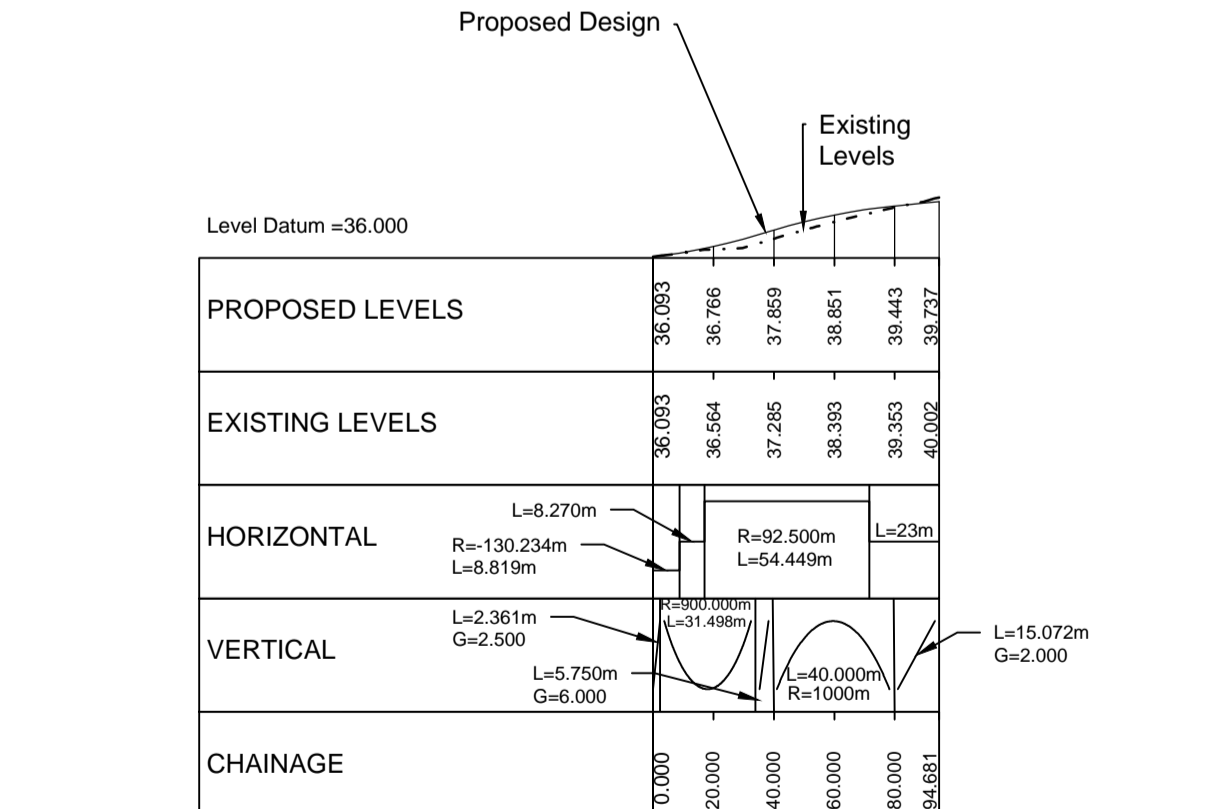 Proposed Design
Existing
Levels
Level Datum =36.000
PROPOSED LEVELS
36.093
36.766
37.859
38.851
39.443
39.737
EXISTING LEVELS
36.093
36.564
37.285
38.393
39.353
40.002
HORIZONTAL
L=8.270m
R=-130.234m
L=8.819m
R=92.500m
L=54.449m
L=23m
VERTICAL
L=2.361m
G=2.500
R=900.000m
L=31.498m
L=5.750m
G=6.000
L=40.000m
R=1000m
L=15.072m
G=2.000
CHAINAGE
0.000
20.000
40.000
60.000
80.000
94.681